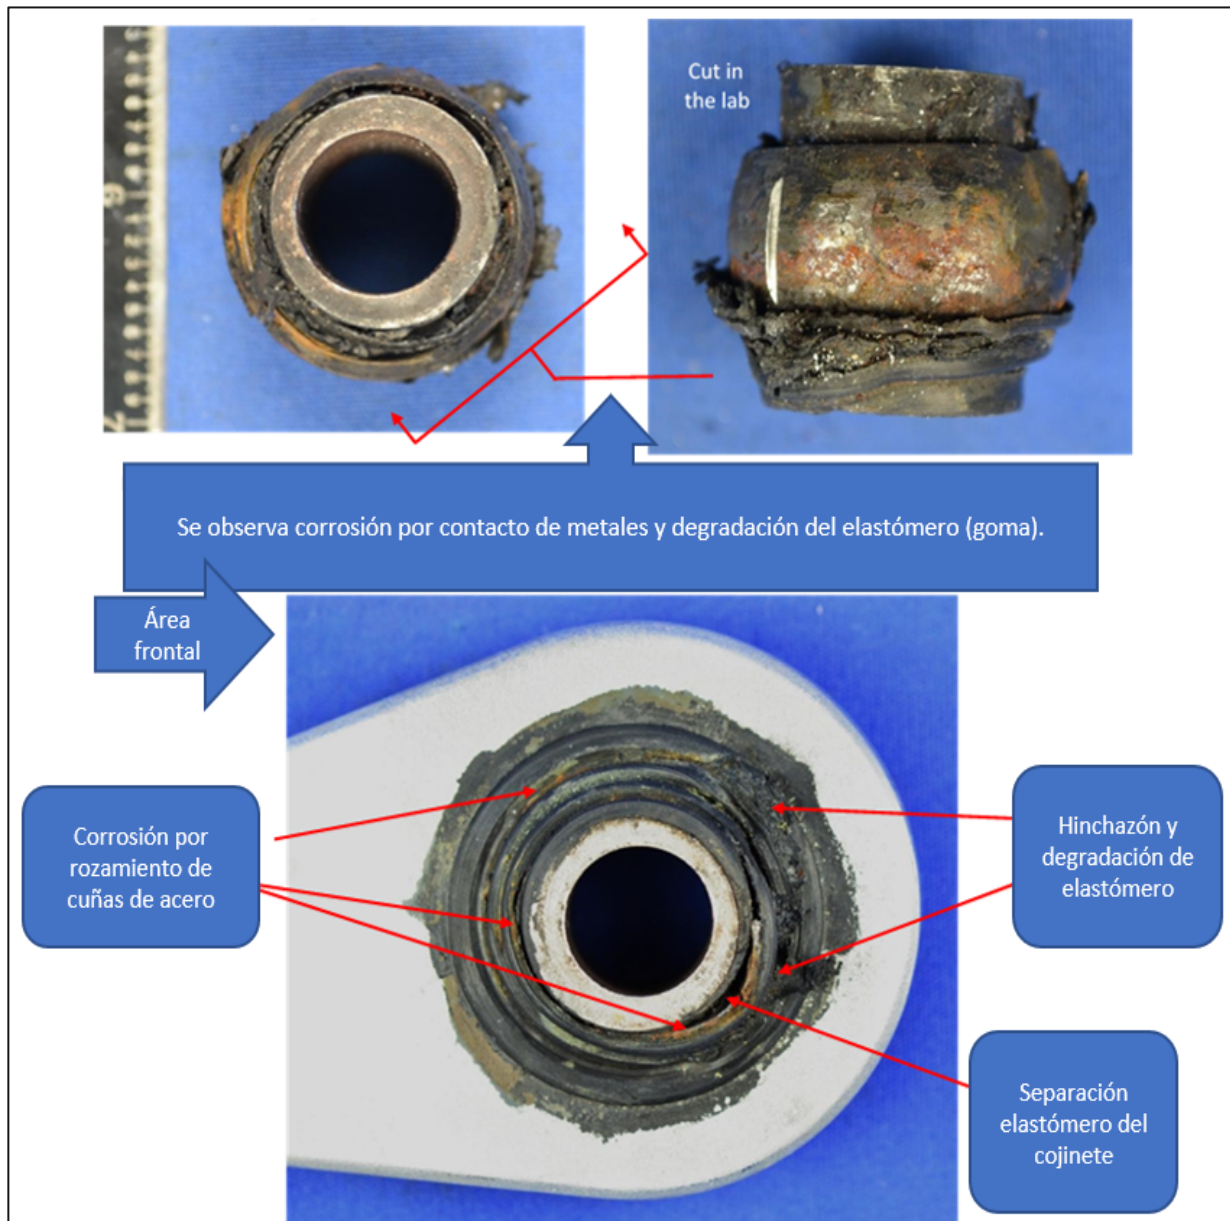 Cut in
the lab
Se observa corrosión por contacto de metales y degradación del elastómero (goma).
Área
frontal
Corrosión por
rozamiento de
cuñas de acero
Hinchazón y
degradación de
elastómero
Separación
elastómero del
cojinete